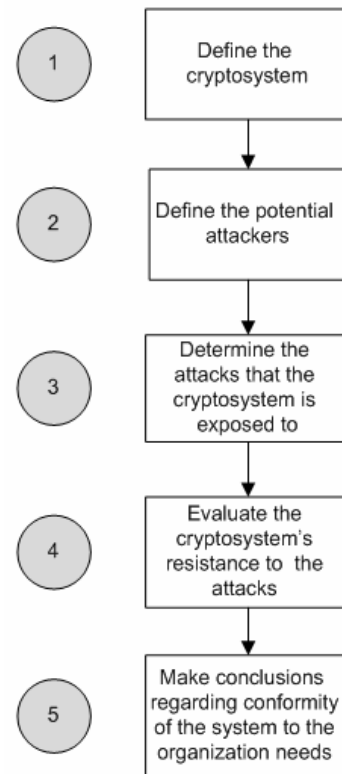 1
Define the
cryptosystem
2
Define the potential
attackers
3
Determine the
attacks that the
cryptosystem is
exposed to
4
Evaluate the
cryptosystem's
resistance to the
attacks
5
Make conclusions
regarding conformity
of the system to the
organization needs